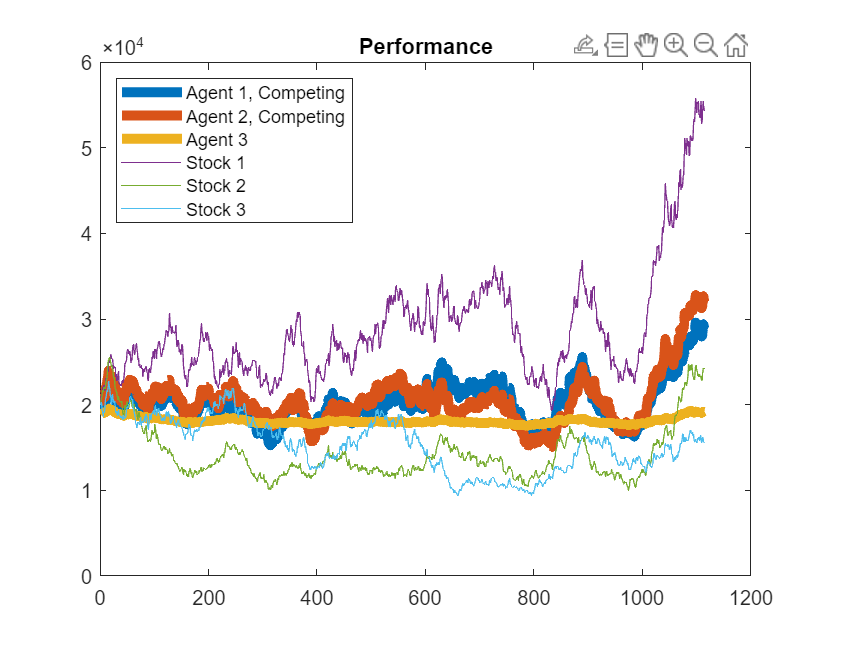 Performance
×10⁴
6
5
4
3
2
1
0
Agent 1, Competing
Agent 2, Competing
Agent 3
Stock 1
Stock 2
Stock 3
0 200 400 600 800 1000 1200